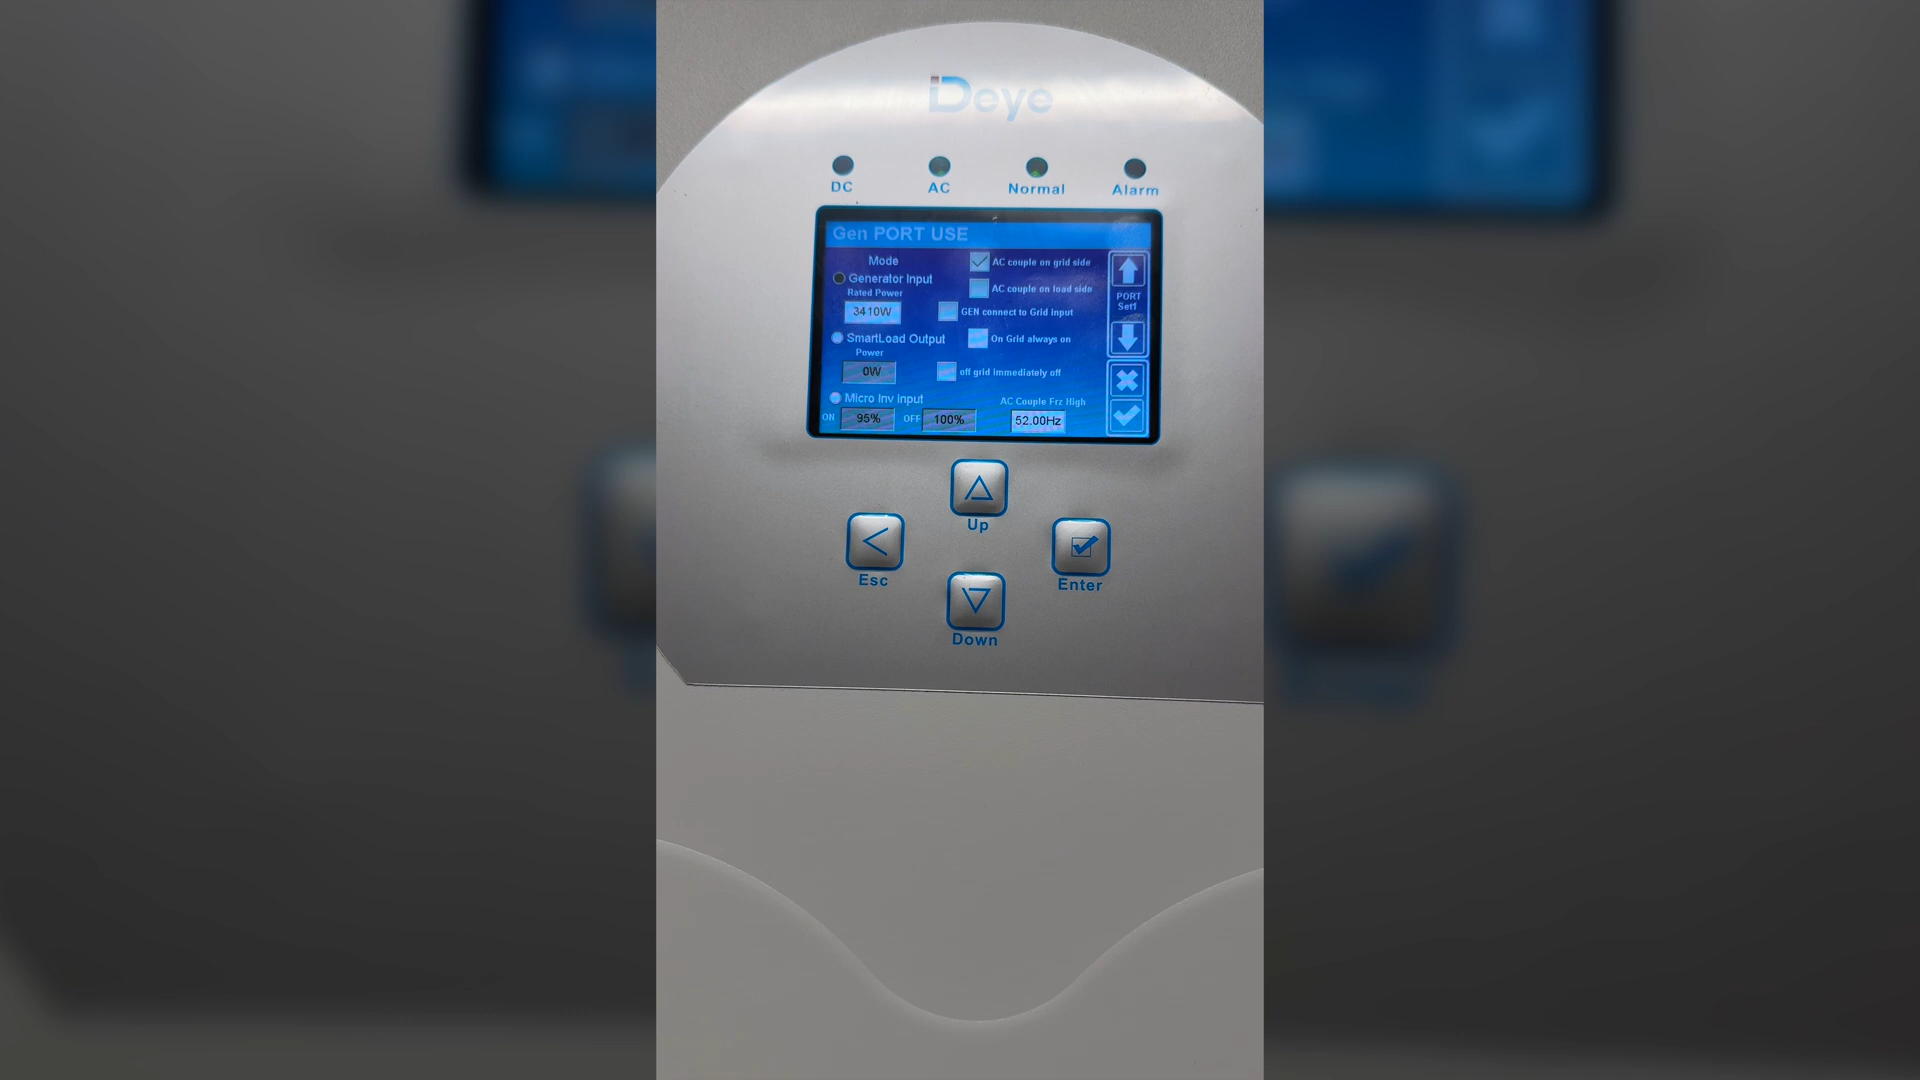 Deye
DC AC Normal Alarm
Gen PORT USE
Mode
AC couple on grid side
Generator Input
AC couple on load side
Rated Power
3410W
GEN connect to Grid input
PORT
Set1
SmartLoad Output
On Grid always on
Power
0W
off grid immediately off
Micro Inv Input
AC Couple Frz High
ON 95% OFF 100%
52.00Hz
Up
Esc
Enter
Down